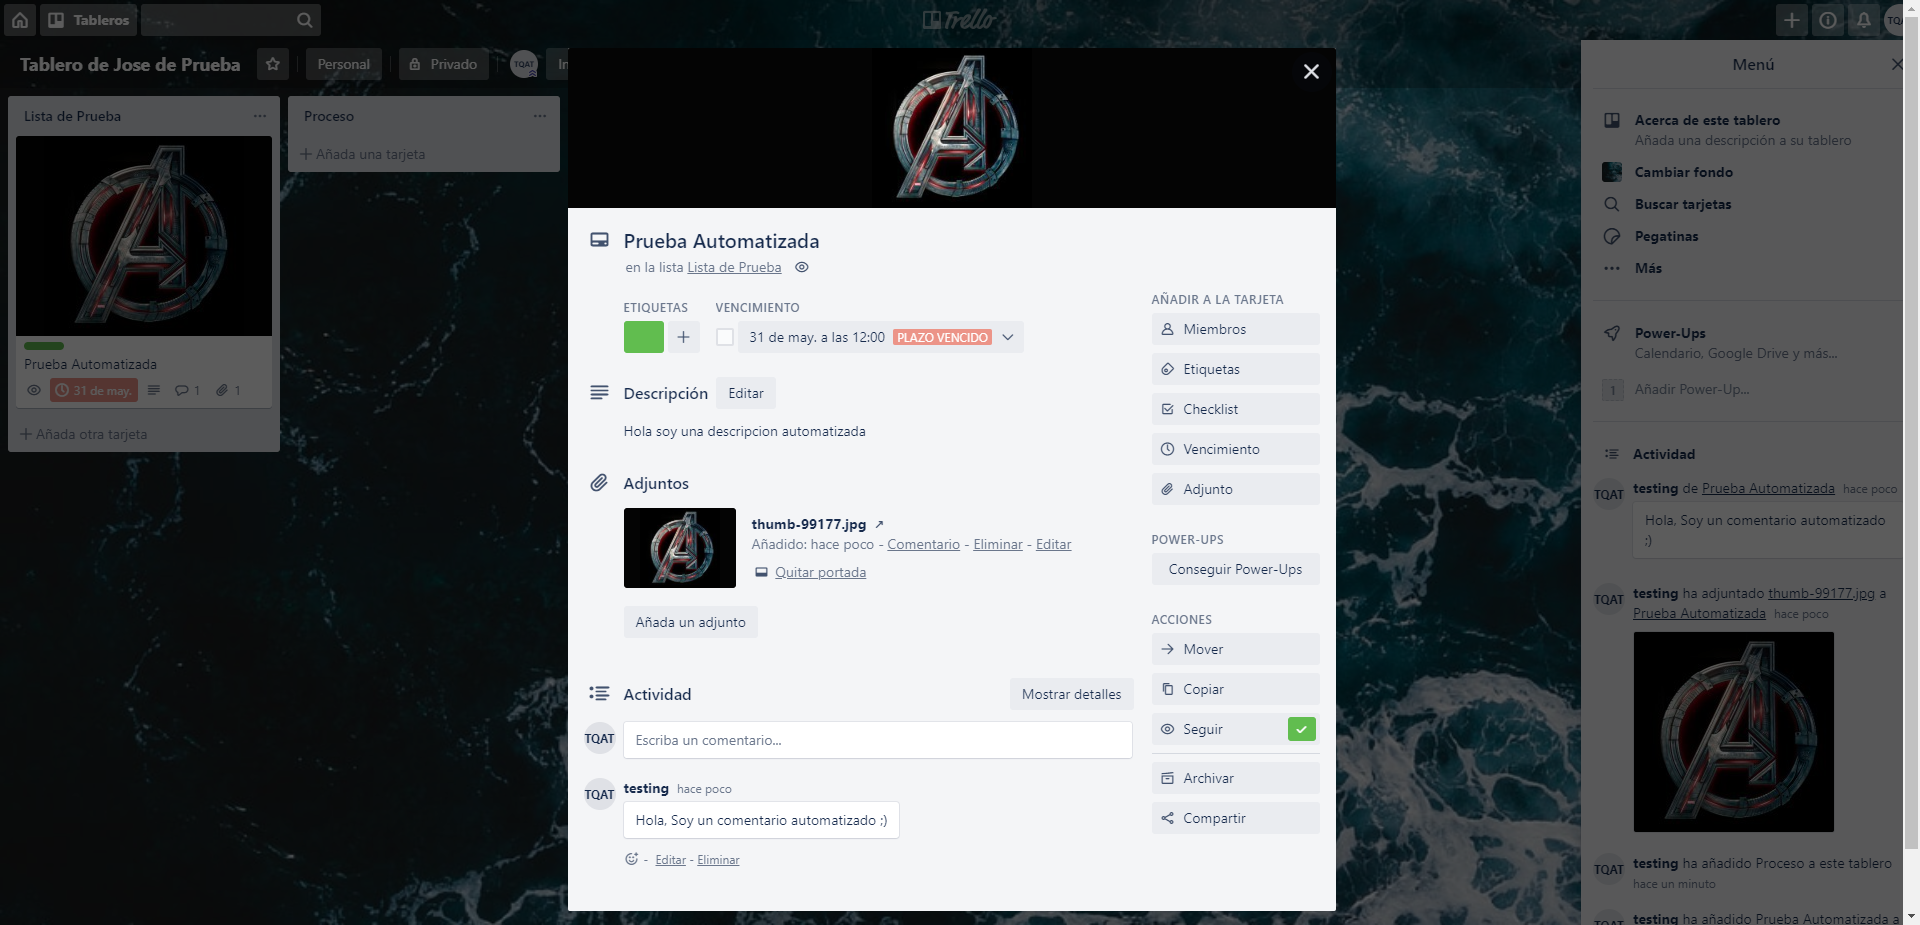 Tableros
Trello
TQA
Tablero de Jose de Prueba
Personal
Privado
TQAT
In
Menú
Lista de Prueba
Proceso
Añada una tarjeta
Prueba Automatizada
31 de may.
1
1
Añada otra tarjeta
Prueba Automatizada
en la lista Lista de Prueba
ETIQUETAS
VENCIMIENTO
31 de may. a las 12:00 PLAZO VENCIDO
Descripción
Editar
Hola soy una descripcion automatizada
Adjuntos
thumb-99177.jpg ↗
Añadido: hace poco - Comentario - Eliminar - Editar
Quitar portada
Añada un adjunto
Actividad
Mostrar detalles
TQAT
Escriba un comentario...
TQAT
testing hace poco
Hola, Soy un comentario automatizado ;)
- Editar - Eliminar
AÑADIR A LA TARJETA
Miembros
Etiquetas
Checklist
Vencimiento
Adjunto
POWER-UPS
Conseguir Power-Ups
ACCIONES
Mover
Copiar
Seguir
Archivar
Compartir
Acerca de este tablero
Añada una descripción a su tablero
Cambiar fondo
Buscar tarjetas
Pegatinas
Más
Power-Ups
Calendario, Google Drive y más...
1 Añadir Power-Up...
Actividad
TQAT
testing de Prueba Automatizada hace poco
Hola, Soy un comentario automatizado
;)
TQAT
testing ha adjuntado thumb-99177.jpg a
Prueba Automatizada hace poco
TQAT
testing ha añadido Proceso a este tablero
hace un minuto
TQAT
testing ha añadido Prueba Automatizada a